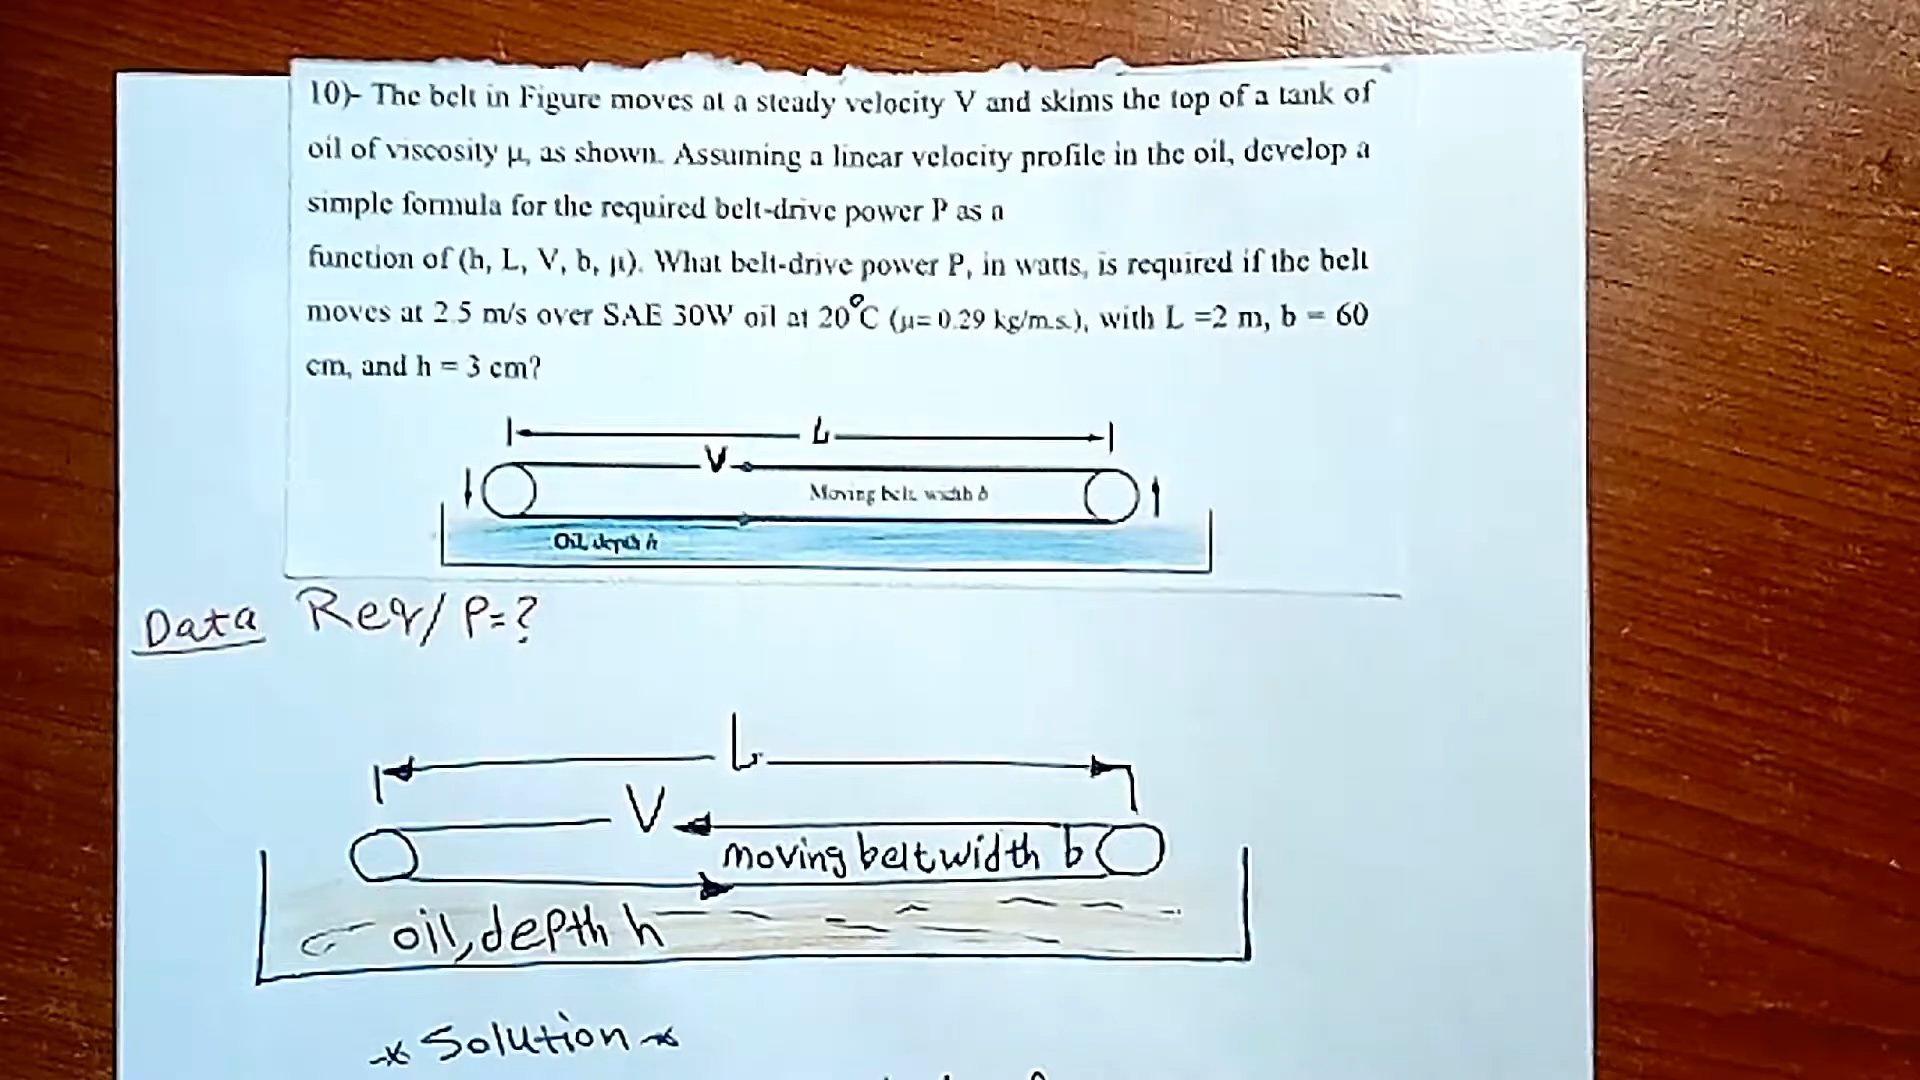 10)- The belt in Figure moves at a steady velocity V and skims the top of a tank of
oil of viscosity μ, as shown. Assuming a linear velocity profile in the oil, develop a
simple formula for the required belt-drive power P as a
function of (h, L, V, b, μ). What belt-drive power P, in watts, is required if the belt
moves at 2.5 m/s over SAE 30W oil at 20°C (μ= 0.29 kg/m.s.), with L =2 m, b = 60
cm, and h = 3 cm?
L
V
Moving belt, width b
Oil, depth h
Data Req/ P=?
L
V
moving belt, width b
oil, depth h
* Solution *